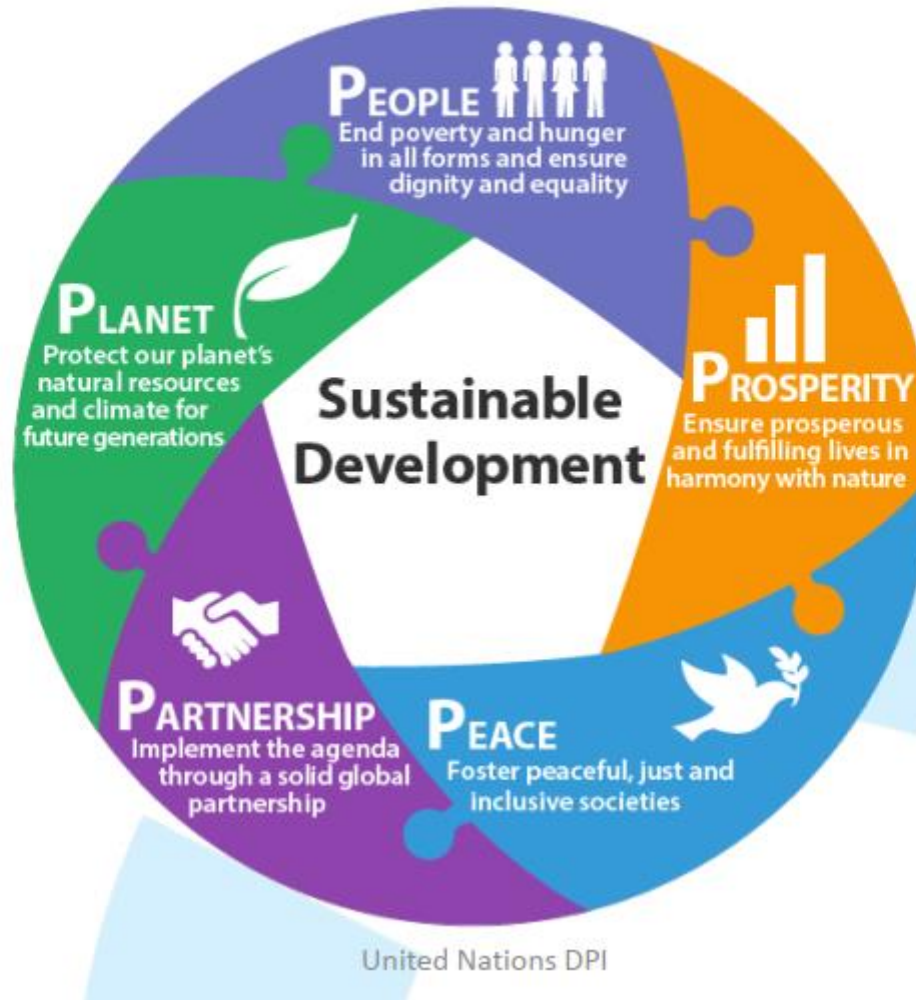 PEOPLE
End poverty and hunger
in all forms and ensure
dignity and equality
PLANET
Protect our planet's
natural resources
and climate for
future generations
Sustainable
Development
PROSPERITY
Ensure prosperous
and fulfilling lives in
harmony with nature
PARTNERSHIP
Implement the agenda
through a solid global
partnership
PEACE
Foster peaceful, just and
inclusive societies
United Nations DPI